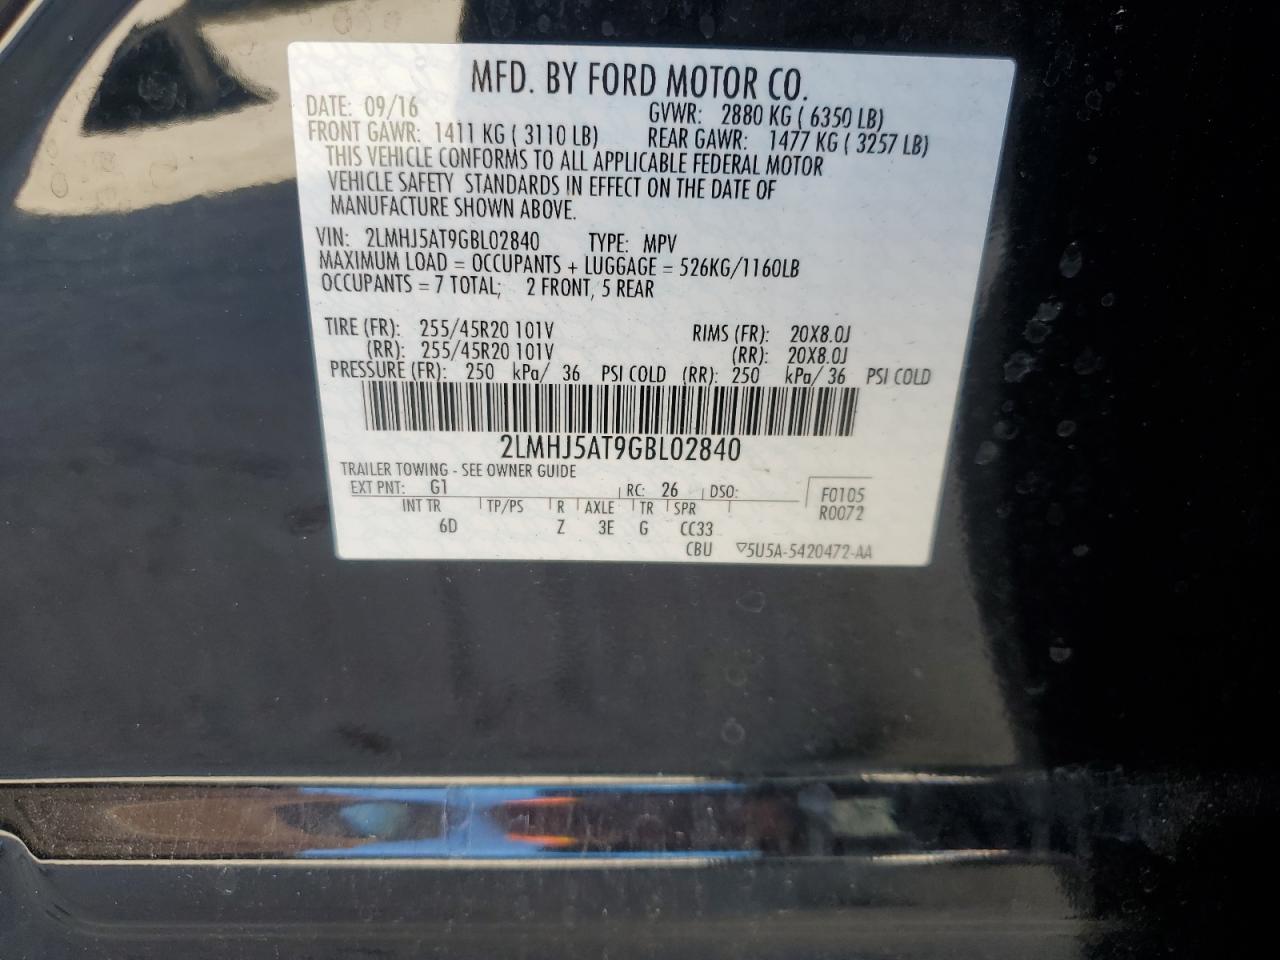 MFD. BY FORD MOTOR CO.
DATE: 09/16 GVWR: 2880 KG ( 6350 LB)
FRONT GAWR: 1411 KG ( 3110 LB) REAR GAWR: 1477 KG ( 3257 LB)
THIS VEHICLE CONFORMS TO ALL APPLICABLE FEDERAL MOTOR
VEHICLE SAFETY STANDARDS IN EFFECT ON THE DATE OF
MANUFACTURE SHOWN ABOVE.
VIN: 2LMHJ5AT9GBL02840 TYPE: MPV
MAXIMUM LOAD = OCCUPANTS + LUGGAGE = 526KG/1160LB
OCCUPANTS = 7 TOTAL; 2 FRONT, 5 REAR
TIRE (FR): 255/45R20 101V RIMS (FR): 20X8.0J
(RR): 255/45R20 101V (RR): 20X8.0J
PRESSURE (FR): 250 kPa/ 36 PSI COLD (RR): 250 kPa/ 36 PSI COLD
2LMHJ5AT9GBL02840
TRAILER TOWING - SEE OWNER GUIDE
EXT PNT: G1 RC: 26 DSO: F0105
INT TR TP/PS R AXLE TR SPR R0072
6D Z 3E G CC33
CBU ▽5U5A-5420472-AA